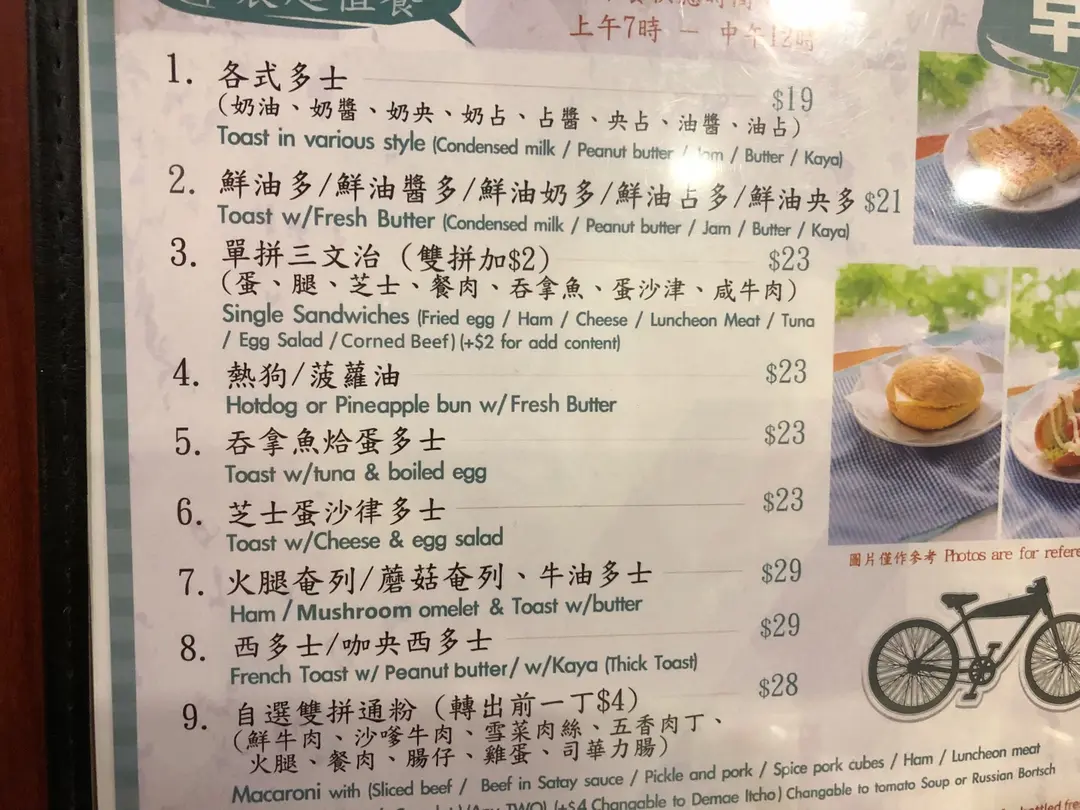 晨超值餐
上午7時 — 中午12時
早
1. 各式多士 $19
(奶油、奶醬、奶央、奶占、占醬、央占、油醬、油占)
Toast in various style (Condensed milk / Peanut butter / Jam / Butter / Kaya)
2. 鮮油多/鮮油醬多/鮮油奶多/鮮油占多/鮮油央多 $21
Toast w/Fresh Butter (Condensed milk / Peanut butter / Jam / Butter / Kaya)
3. 單拼三文治 (雙拼加$2) $23
(蛋、腿、芝士、餐肉、吞拿魚、蛋沙津、咸牛肉)
Single Sandwiches (Fried egg / Ham / Cheese / Luncheon Meat / Tuna
/ Egg Salad / Corned Beef) (+$2 for add content)
4. 熱狗/菠蘿油 $23
Hotdog or Pineapple bun w/ Fresh Butter
5. 吞拿魚烚蛋多士 $23
Toast w/tuna & boiled egg
6. 芝士蛋沙律多士 $23
Toast w/Cheese & egg salad
7. 火腿奄列/蘑菇奄列、牛油多士 $29
Ham / Mushroom omelet & Toast w/butter
8. 西多士/咖央西多士 $29
French Toast w/ Peanut butter/ w/Kaya (Thick Toast)
9. 自選雙拼通粉 (轉出前一丁$4) $28
(鮮牛肉、沙嗲牛肉、雪菜肉絲、五香肉丁、
火腿、餐肉、腸仔、雞蛋、司華力腸)
Macaroni with (Sliced beef / Beef in Satay sauce / Pickle and pork / Spice pork cubes / Ham / Luncheon meat
(Any TWO) (+$4 Changable to Demae Itcho) Changable to tomato Soup or Russian Bortsch
圖片僅作參考 Photos are for refere